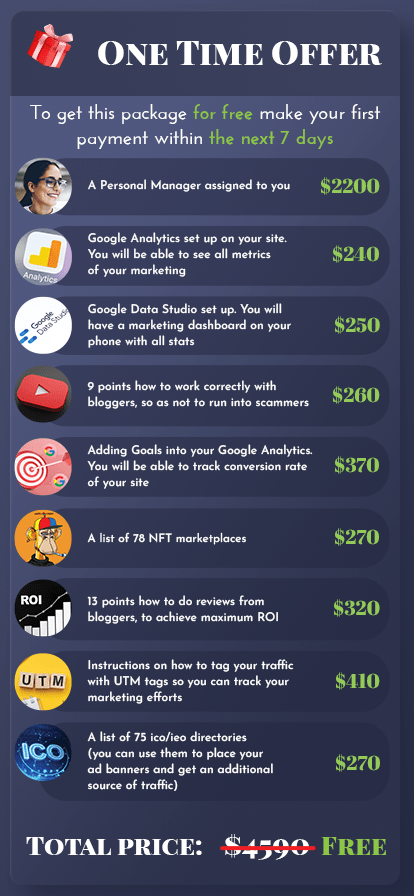 One Time Offer
To get this package for free make your first
payment within the next 7 days
A Personal Manager assigned to you $2200
Analytics
Google Analytics set up on your site.
You will be able to see all metrics
of your marketing
$240
Google
Data Studio
Google Data Studio set up. You will
have a marketing dashboard on your
phone with all stats
$250
9 points how to work correctly with
bloggers, so as not to run into scammers
$260
Adding Goals into your Google Analytics.
You will be able to track conversion rate
of your site
$370
A list of 78 NFT marketplaces $270
ROI
13 points how to do reviews from
bloggers, to achieve maximum ROI
$320
UTM
Instructions on how to tag your traffic
with UTM tags so you can track your
marketing efforts
$410
ICO
A list of 75 ico/ieo directories
(you can use them to place your
ad banners and get an additional
source of traffic)
$270
Total price: $4590 Free